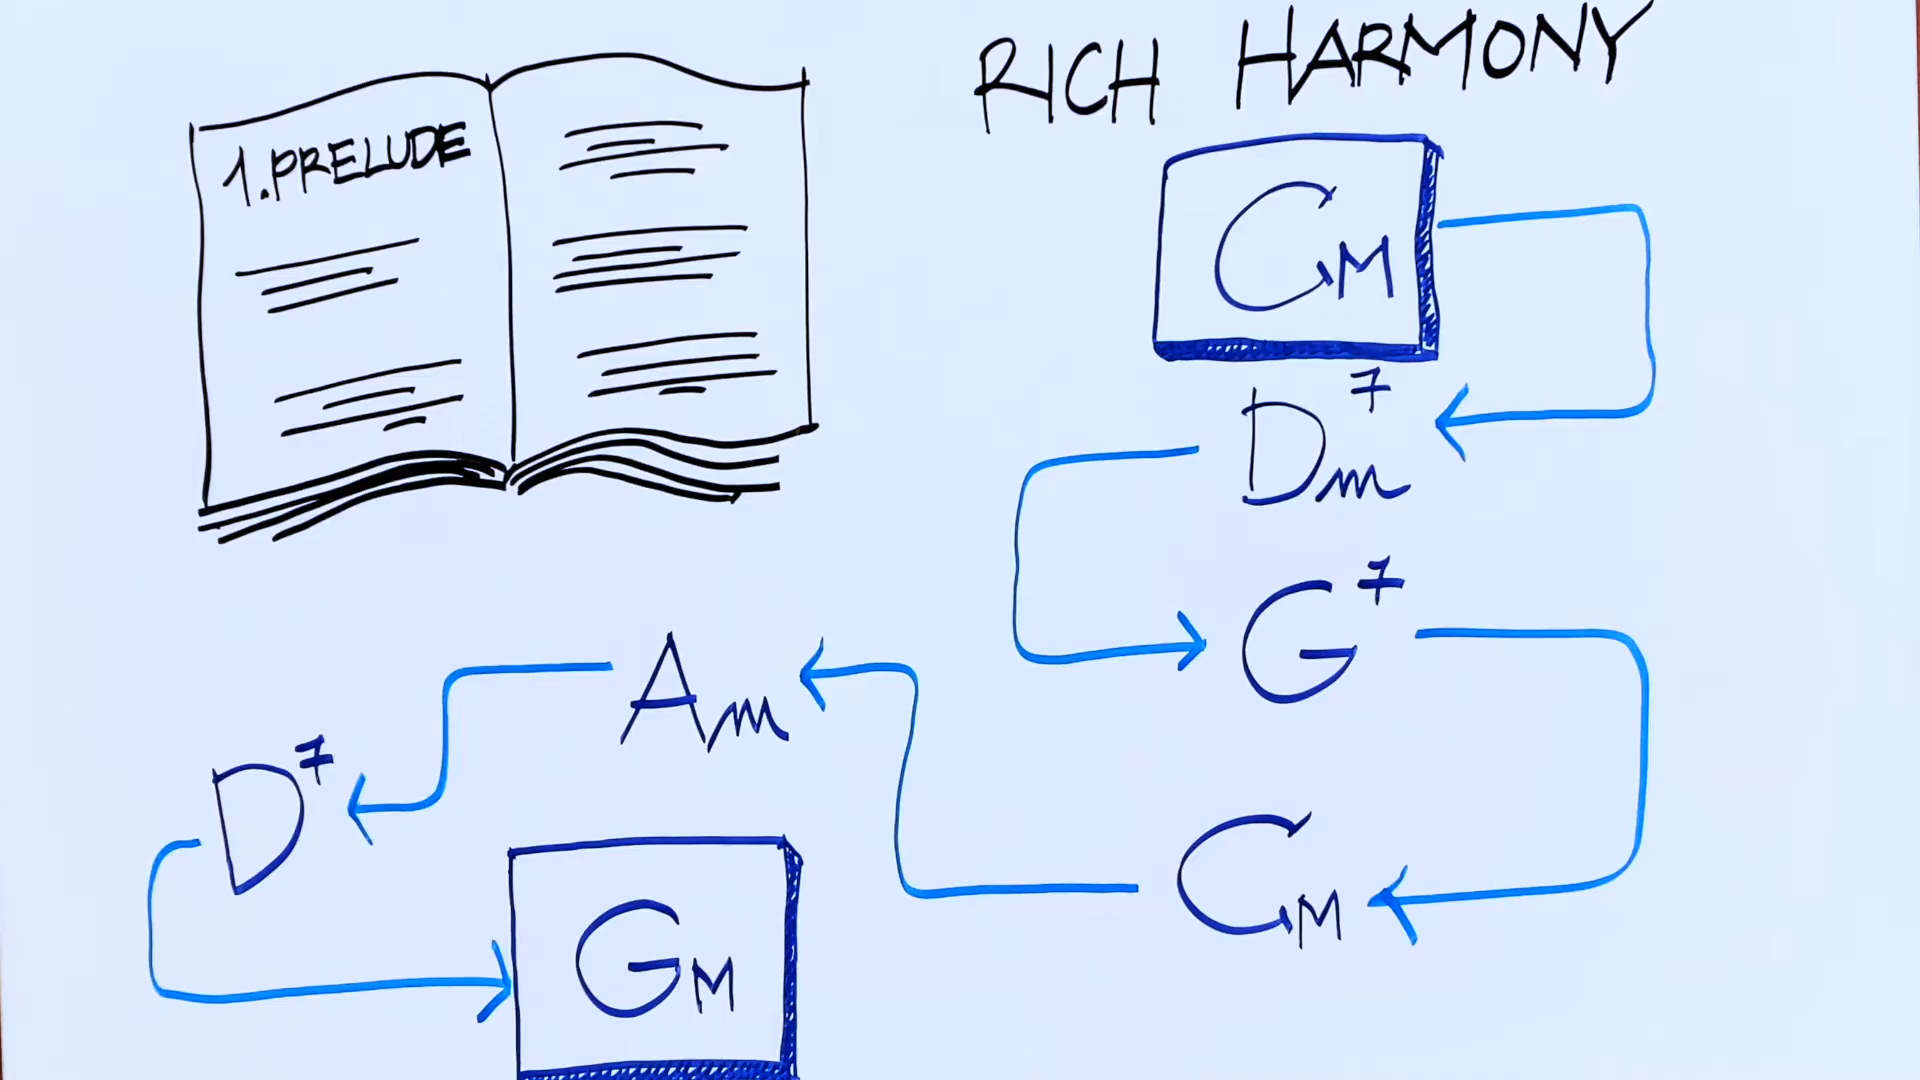 RICH HARMONY
1. PRELUDE
CM
Dm7
G7
CM
Am
D7
GM